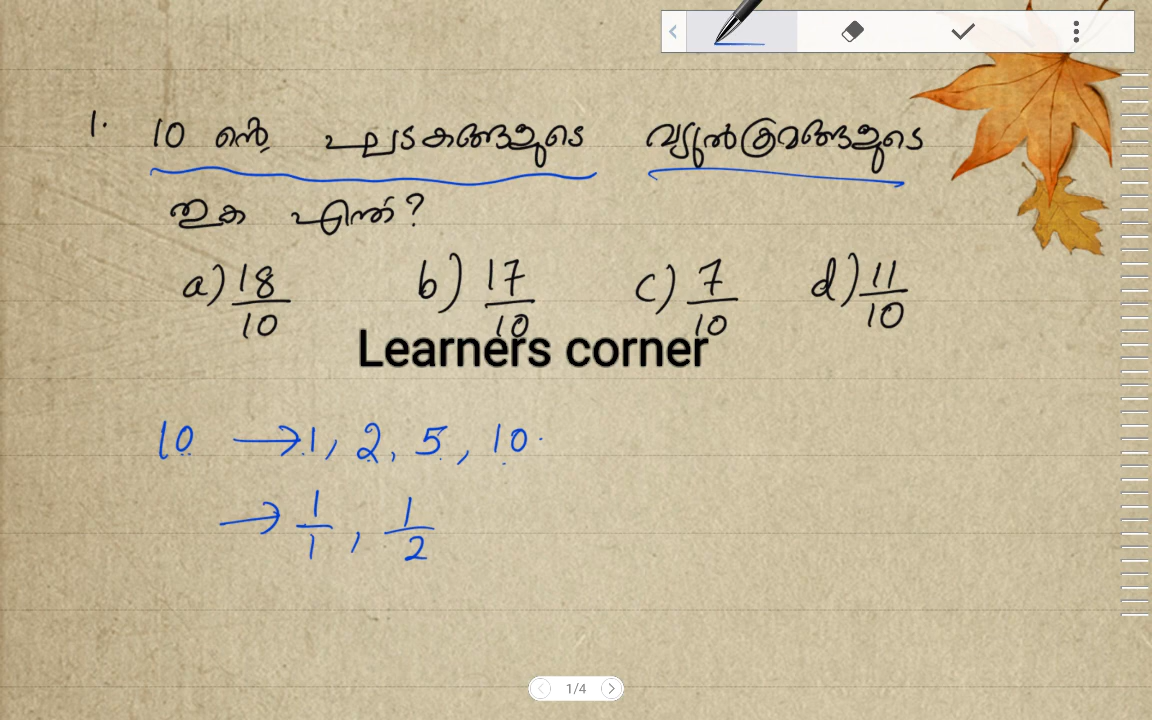 1. 10 ന്റെ ഘടകങ്ങളുടെ വ്യുൽക്രമങ്ങളുടെ
തുക എന്ത്?
a) 18/10 b) 17/10 c) 7/10 d) 11/10
Learners corner
10 → 1, 2, 5, 10.
→ 1/1, 1/2
1/4